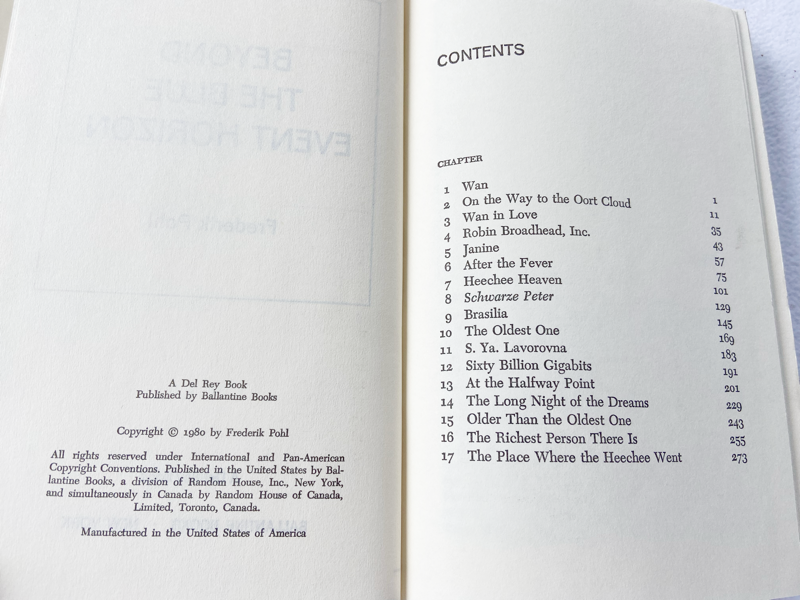 BEYOND
THE BLUE
EVENT HORIZON
Frederik Pohl
A Del Rey Book
Published by Ballantine Books
Copyright © 1980 by Frederik Pohl
All rights reserved under International and Pan-American
Copyright Conventions. Published in the United States by Bal-
lantine Books, a division of Random House, Inc., New York,
and simultaneously in Canada by Random House of Canada,
Limited, Toronto, Canada.
Manufactured in the United States of America
CONTENTS
CHAPTER
1 Wan 1
2 On the Way to the Oort Cloud 11
3 Wan in Love 35
4 Robin Broadhead, Inc. 43
5 Janine 57
6 After the Fever 75
7 Heechee Heaven 101
8 Schwarze Peter 129
9 Brasilia 145
10 The Oldest One 169
11 S. Ya. Lavorovna 183
12 Sixty Billion Gigabits 191
13 At the Halfway Point 201
14 The Long Night of the Dreams 229
15 Older Than the Oldest One 243
16 The Richest Person There Is 255
17 The Place Where the Heechee Went 273